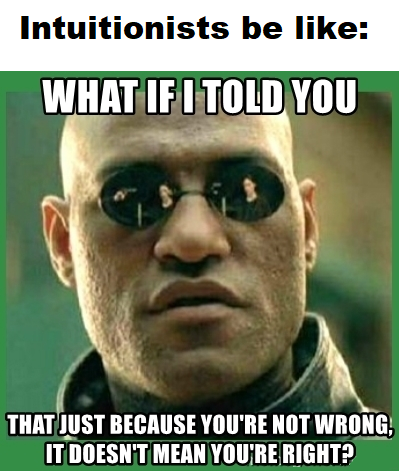 Intuitionists be like:
WHAT IF I TOLD YOU
THAT JUST BECAUSE YOU'RE NOT WRONG,
IT DOESN'T MEAN YOU'RE RIGHT?